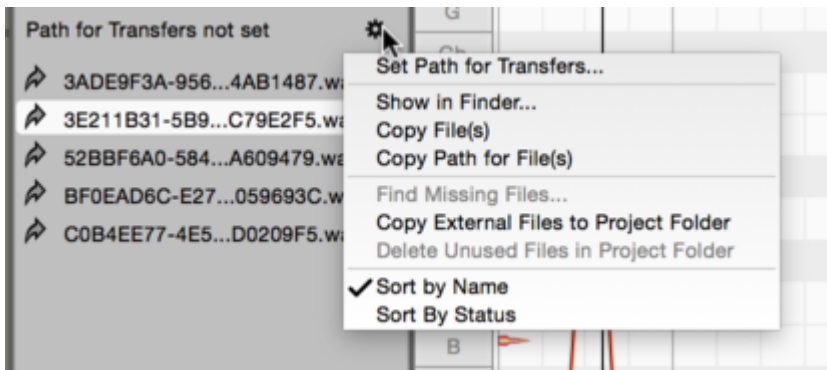 Path for Transfers not set
G
3ADE9F3A-956...4AB1487.wa
3E211B31-5B9...C79E2F5.wa
52BBF6A0-584...A609479.wa
BF0EAD6C-E27...059693C.w
C0B4EE77-4E5...D0209F5.wa
Set Path for Transfers...
Show in Finder...
Copy File(s)
Copy Path for File(s)
Find Missing Files...
Copy External Files to Project Folder
Delete Unused Files in Project Folder
Sort by Name
Sort By Status
B